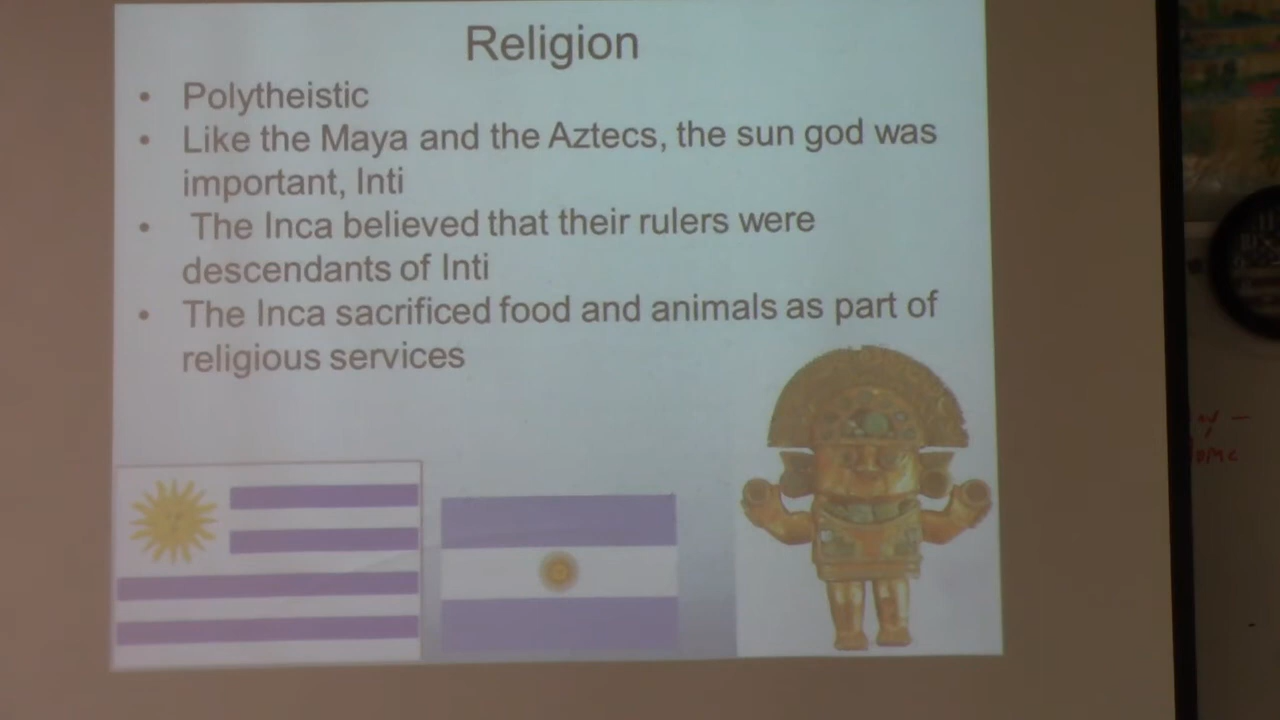 Religion
• Polytheistic
• Like the Maya and the Aztecs, the sun god was
important, Inti
• The Inca believed that their rulers were
descendants of Inti
• The Inca sacrificed food and animals as part of
religious services